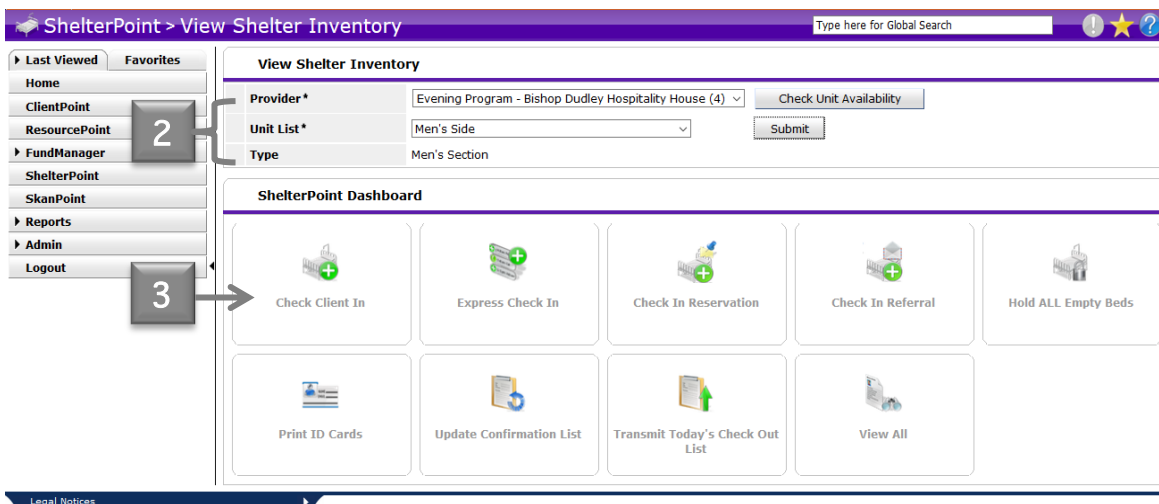 ShelterPoint > View Shelter Inventory
Type here for Global Search
Last Viewed Favorites
Home
ClientPoint
ResourcePoint
FundManager
ShelterPoint
SkanPoint
Reports
Admin
Logout
2
3
View Shelter Inventory
Provider* Evening Program - Bishop Dudley Hospitality House (4) Check Unit Availability
Unit List* Men's Side Submit
Type Men's Section
ShelterPoint Dashboard
Check Client In
Express Check In
Check In Reservation
Check In Referral
Hold ALL Empty Beds
Print ID Cards
Update Confirmation List
Transmit Today's Check Out
List
View All
Legal Notices